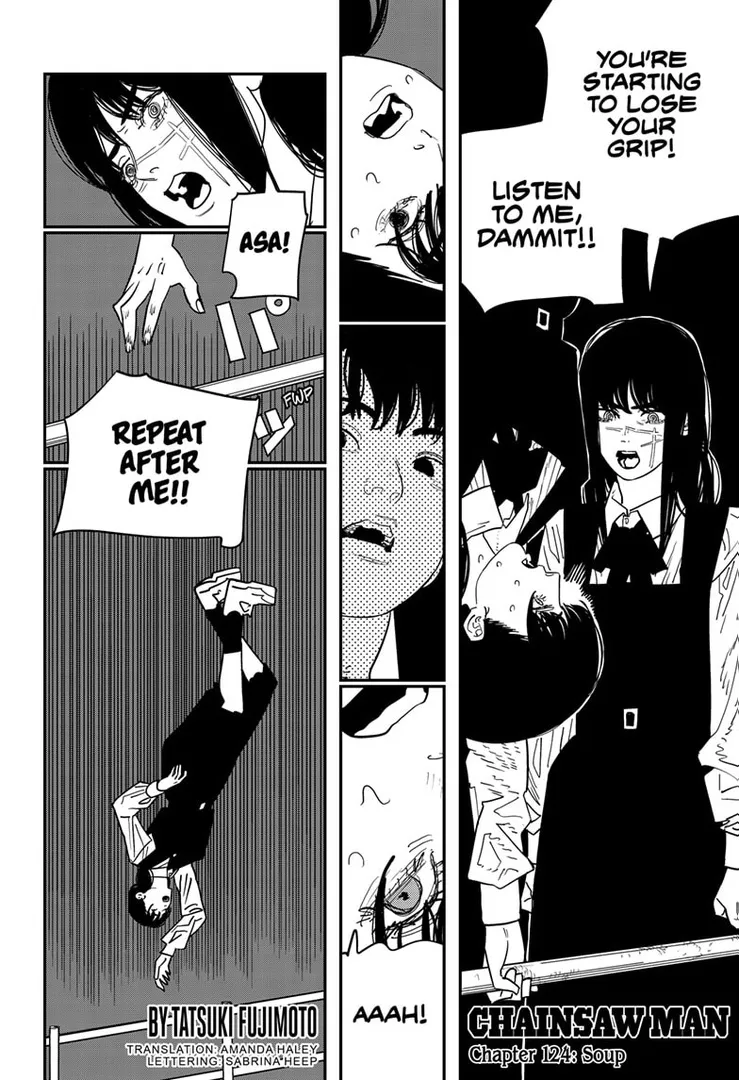 YOU'RE
STARTING
TO LOSE
YOUR
GRIP!
LISTEN
TO ME,
DAMMIT!!
CHAINSAW MAN
Chapter 124: Soup
AAAH!
ASA!
FWP
REPEAT
AFTER
ME!!
BY TATSUKI FUJIMOTO
TRANSLATION: AMANDA HALEY
LETTERING: SABRINA HEEP